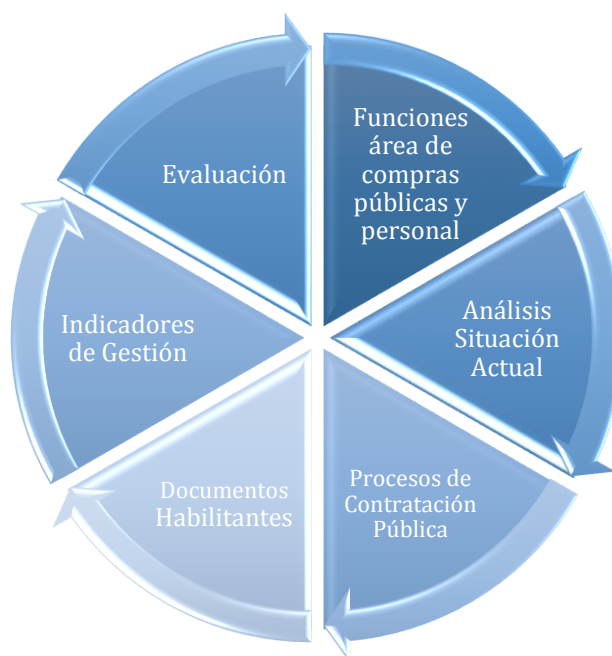 Funciones
área de
compras
públicas y
personal
Análisis
Situación
Actual
Procesos de
Contratación
Pública
Documentos
Habilitantes
Indicadores
de Gestión
Evaluación